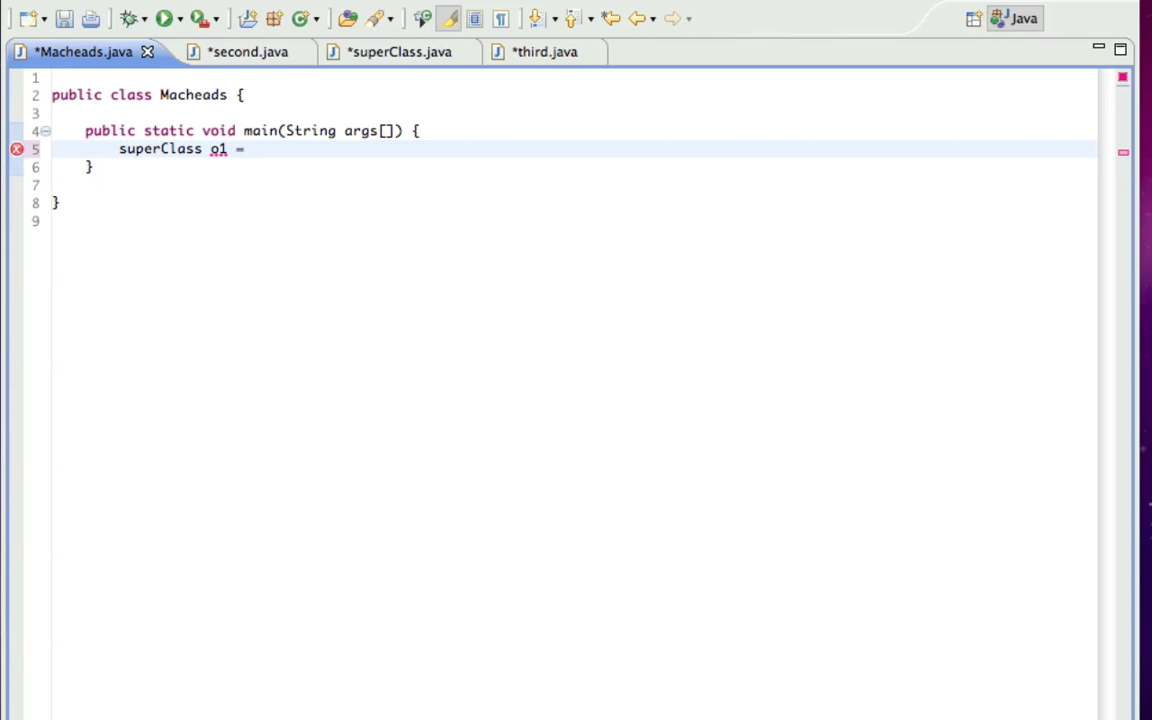 Java
*Macheads.java
*second.java
*superClass.java
*third.java
1
2 public class Macheads {
3
4 public static void main(String args[]) {
5 superClass o1 =
6 }
7
8 }
9